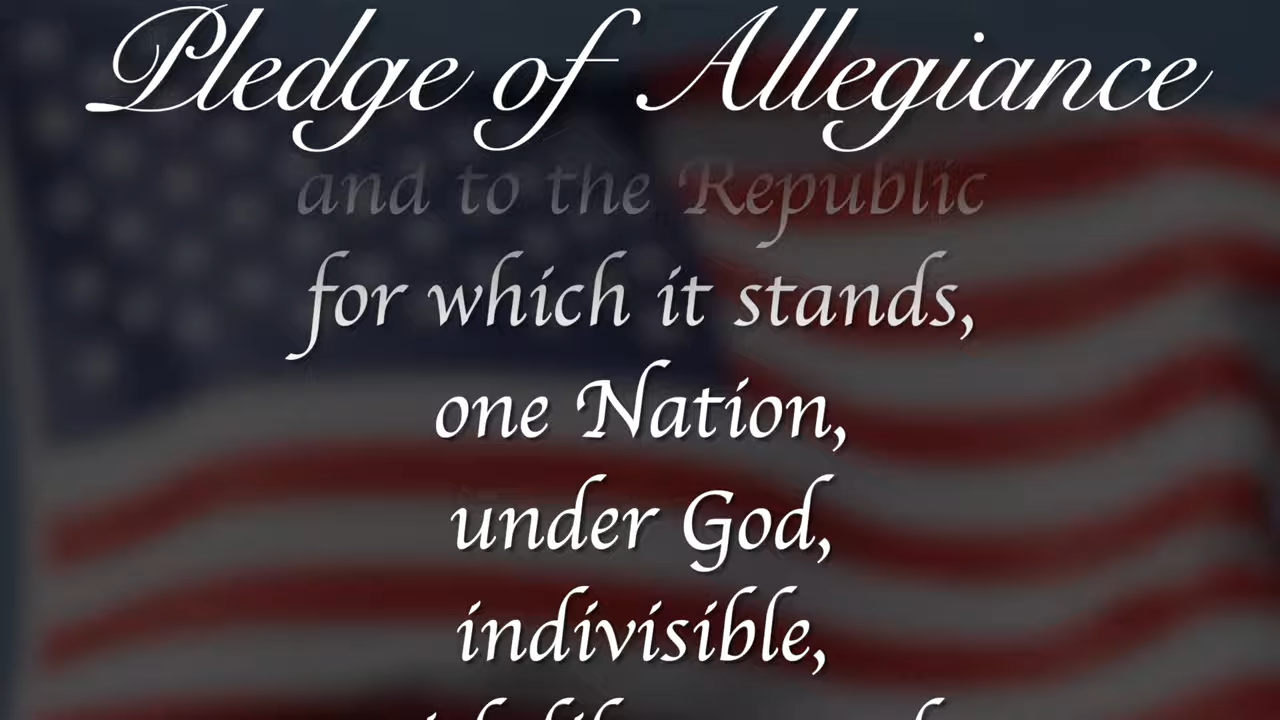 Pledge of Allegiance
and to the Republic
for which it stands,
one Nation,
under God,
indivisible,